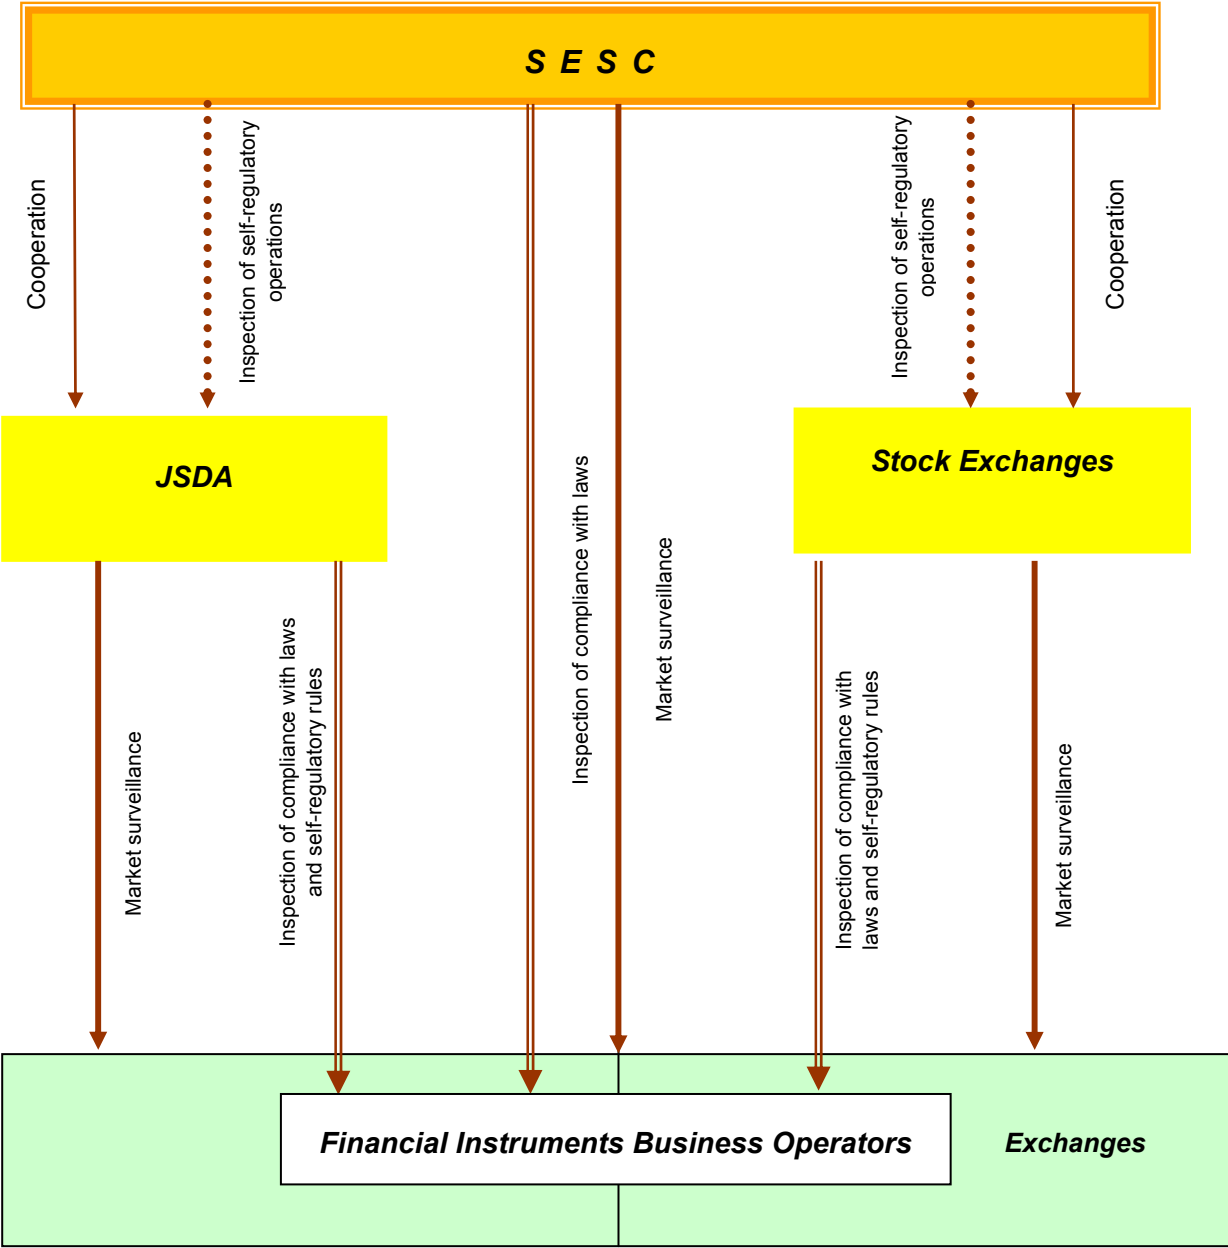 S E S C
Cooperation
Inspection of self-regulatory
operations
Inspection of self-regulatory
operations
Cooperation
JSDA
Stock Exchanges
Inspection of compliance with laws
Market surveillance
Market surveillance
Inspection of compliance with laws
and self-regulatory rules
Inspection of compliance with
laws and self-regulatory rules
Market surveillance
Financial Instruments Business Operators
Exchanges